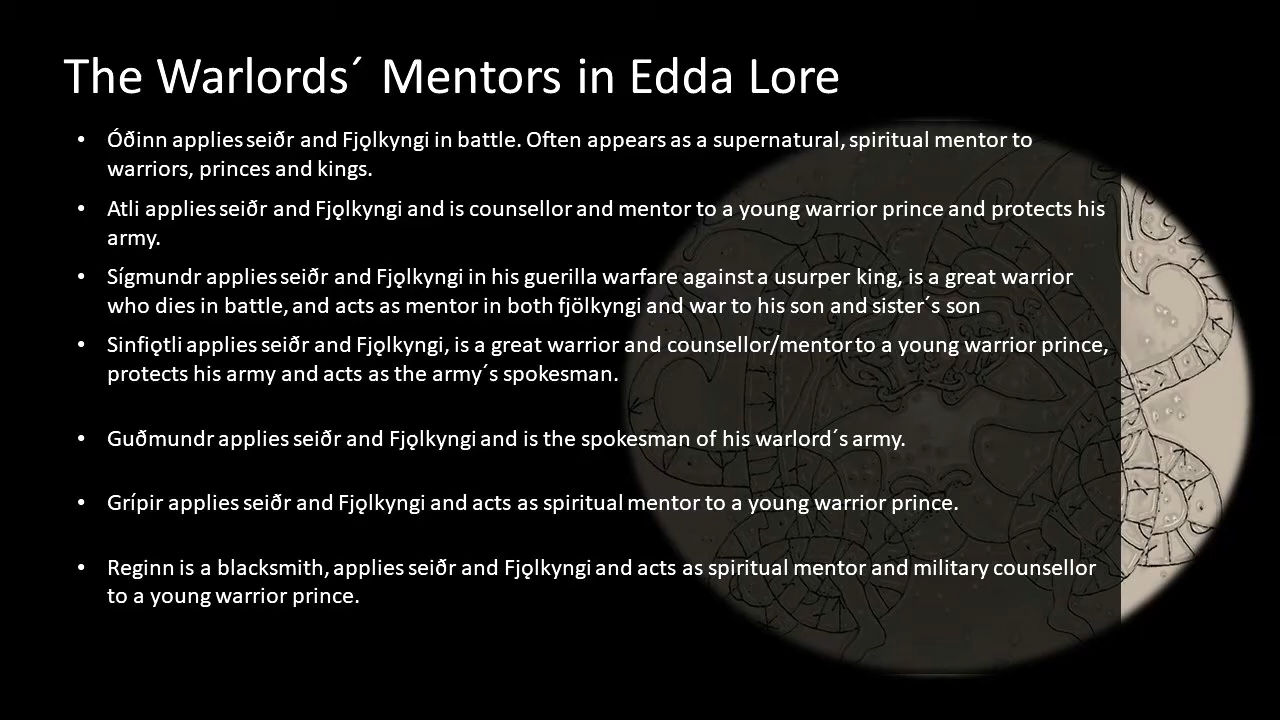 The Warlords´ Mentors in Edda Lore
• Óðinn applies seiðr and Fjǫlkyngi in battle. Often appears as a supernatural, spiritual mentor to
warriors, princes and kings.
• Atli applies seiðr and Fjǫlkyngi and is counsellor and mentor to a young warrior prince and protects his
army.
• Sígmundr applies seiðr and Fjǫlkyngi in his guerilla warfare against a usurper king, is a great warrior
who dies in battle, and acts as mentor in both fjölkyngi and war to his son and sister´s son
• Sinfiǫtli applies seiðr and Fjǫlkyngi, is a great warrior and counsellor/mentor to a young warrior prince,
protects his army and acts as the army´s spokesman.
• Guðmundr applies seiðr and Fjǫlkyngi and is the spokesman of his warlord´s army.
• Grípir applies seiðr and Fjǫlkyngi and acts as spiritual mentor to a young warrior prince.
• Reginn is a blacksmith, applies seiðr and Fjǫlkyngi and acts as spiritual mentor and military counsellor
to a young warrior prince.